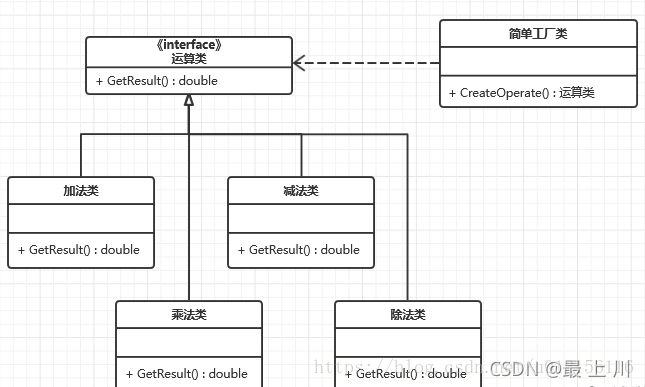 《interface》
运算类
+ GetResult() : double
简单工厂类
+ CreateOperate() : 运算类
加法类
+ GetResult() : double
减法类
+ GetResult() : double
乘法类
+ GetResult() : double
除法类
+ GetResult() : double
CSDN @最 上 川